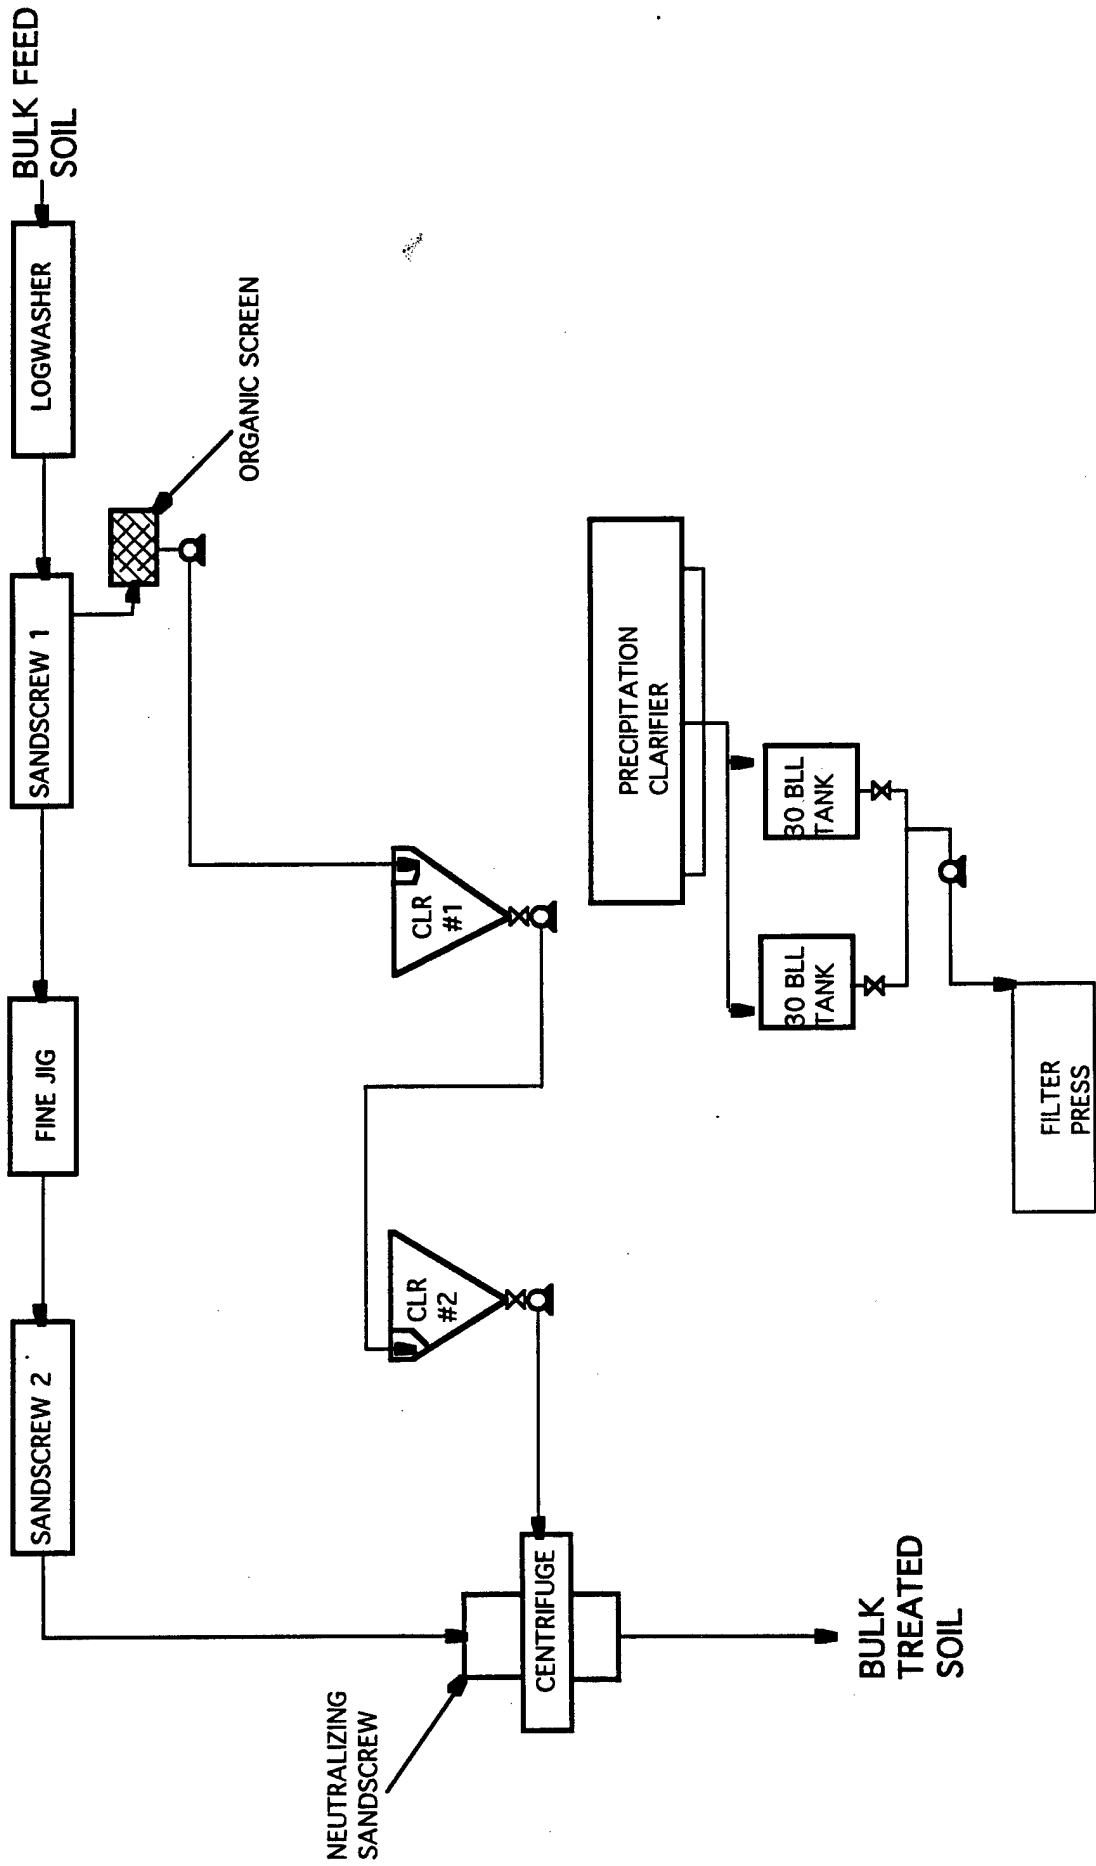 BULK FEED
SOIL
LOGWASHER
SANDSCREW 1
FINE JIG
SANDSCREW 2
ORGANIC SCREEN
CLR
#1
CLR
#2
NEUTRALIZING
SANDSCREW
CENTRIFUGE
BULK
TREATED
SOIL
PRECIPITATION
CLARIFIER
30 BLL
TANK
30 BLL
TANK
FILTER
PRESS